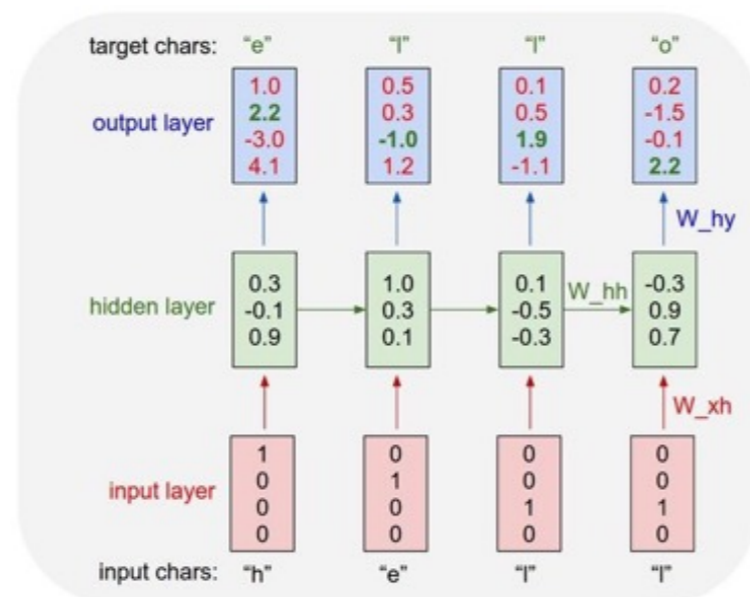 target chars: “e” “l” “l” “o”
1.0 0.5 0.1 0.2
output layer 2.2 0.3 0.5 -1.5
-3.0 -1.0 1.9 -0.1
4.1 1.2 -1.1 2.2
W_hy
0.3 1.0 0.1 -0.3
hidden layer -0.1 0.3 -0.5 W_hh 0.9
0.9 0.1 -0.3 0.7
W_xh
1 0 0 0
input layer 0 1 0 0
0 0 1 1
0 0 0 0
input chars: “h” “e” “l” “l”